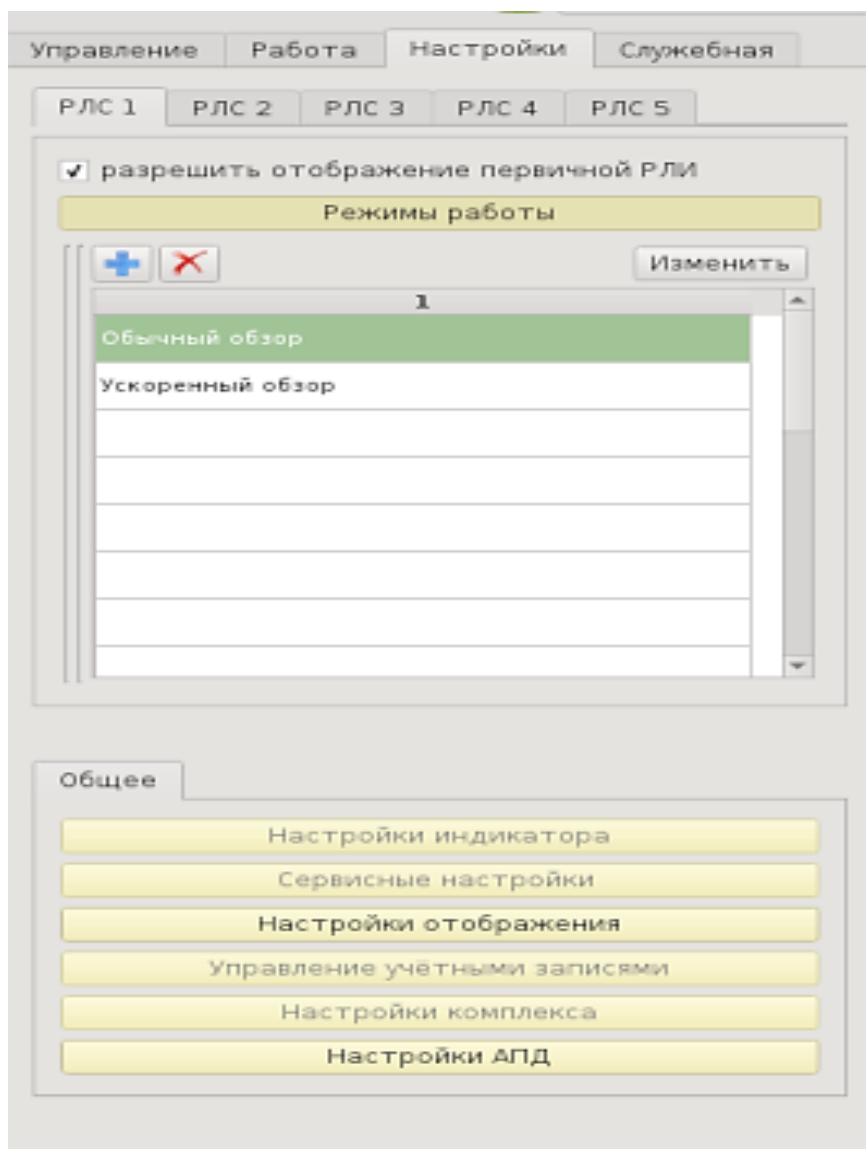 Управление Работа Настройки Служебная
РЛС 1 РЛС 2 РЛС 3 РЛС 4 РЛС 5
разрешить отображение первичной РЛИ
Режимы работы
Изменить
1
Обычный обзор
Ускоренный обзор
Общее
Настройки индикатора
Сервисные настройки
Настройки отображения
Управление учётными записями
Настройки комплекса
Настройки АПД